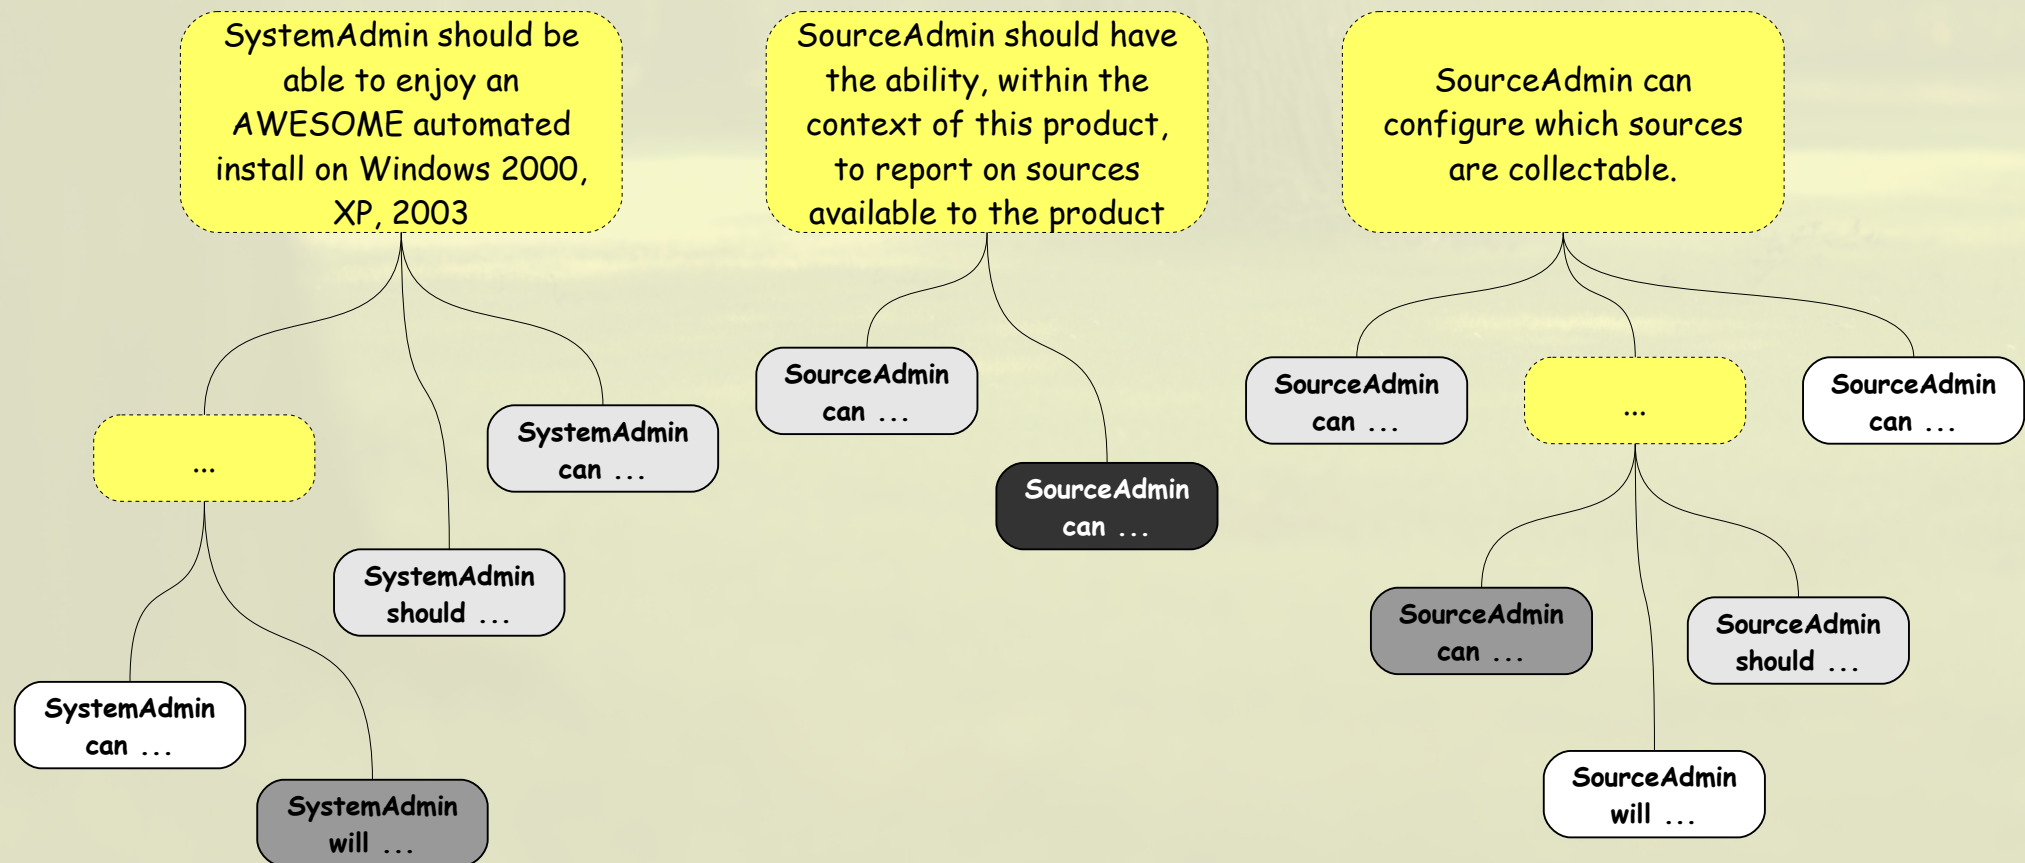 SystemAdmin should be
able to enjoy an
AWESOME automated
install on Windows 2000,
XP, 2003
SourceAdmin should have
the ability, within the
context of this product,
to report on sources
available to the product
SourceAdmin can
configure which sources
are collectable.
...
SystemAdmin
can ...
SystemAdmin
should ...
SystemAdmin
can ...
SystemAdmin
will ...
SourceAdmin
can ...
SourceAdmin
can ...
SourceAdmin
can ...
...
SourceAdmin
can ...
SourceAdmin
can ...
SourceAdmin
should ...
SourceAdmin
will ...